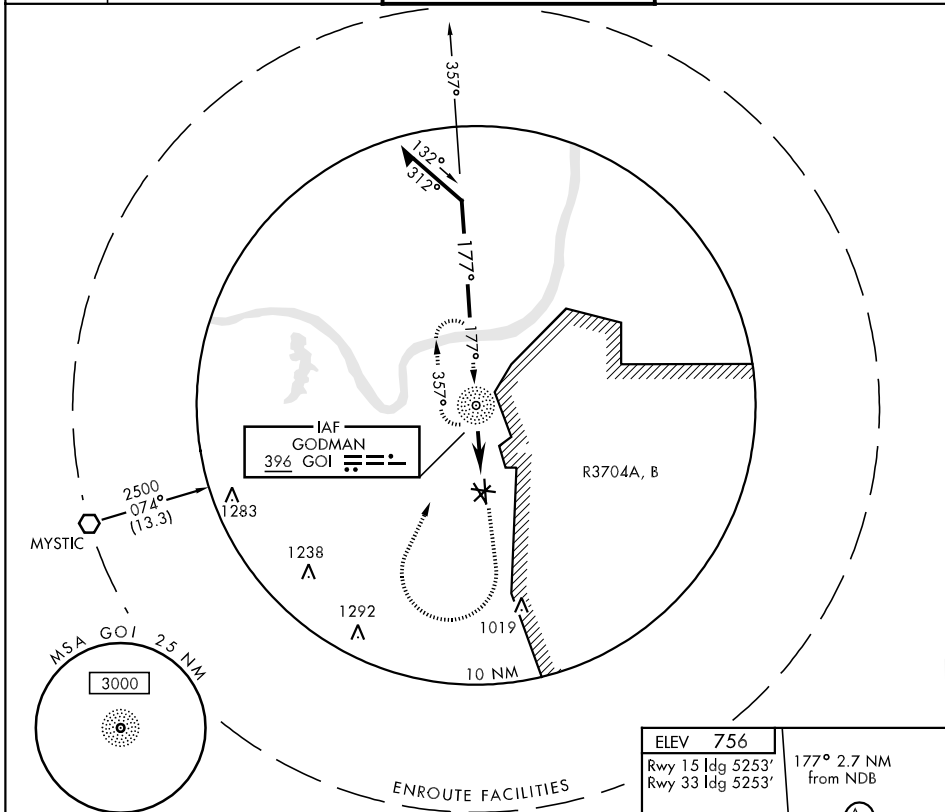 357°
132°
312°
177°
177°
357°
IAF
GODMAN
396 GOI
R3704A, B
2500
074°
(13.3)
MYSTIC
1283
1238
1292
1019
10 NM
MSA GOI 25 NM
3000
ENROUTE FACILITIES
ELEV 756
Rwy 15 ldg 5253'
Rwy 33 ldg 5253'
177° 2.7 NM
from NDB